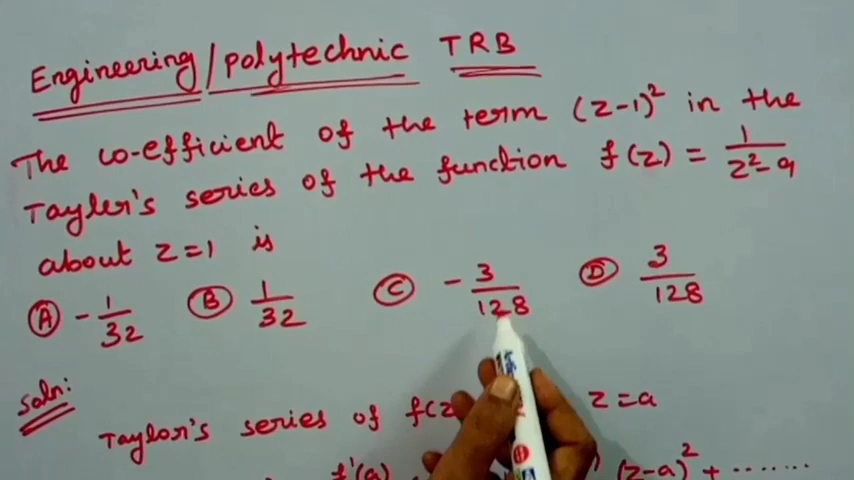 Engineering/polytechnic TRB
The co-efficient of the term (z-1)² in the
Tayler's series of the function f(z) = 1/(z²-9)
about z=1 is
(A) -1/32 (B) 1/32 (C) -3/128 (D) 3/128
Soln:
Taylor's series of f(z z=a
f'(a) (z-a)² + .......